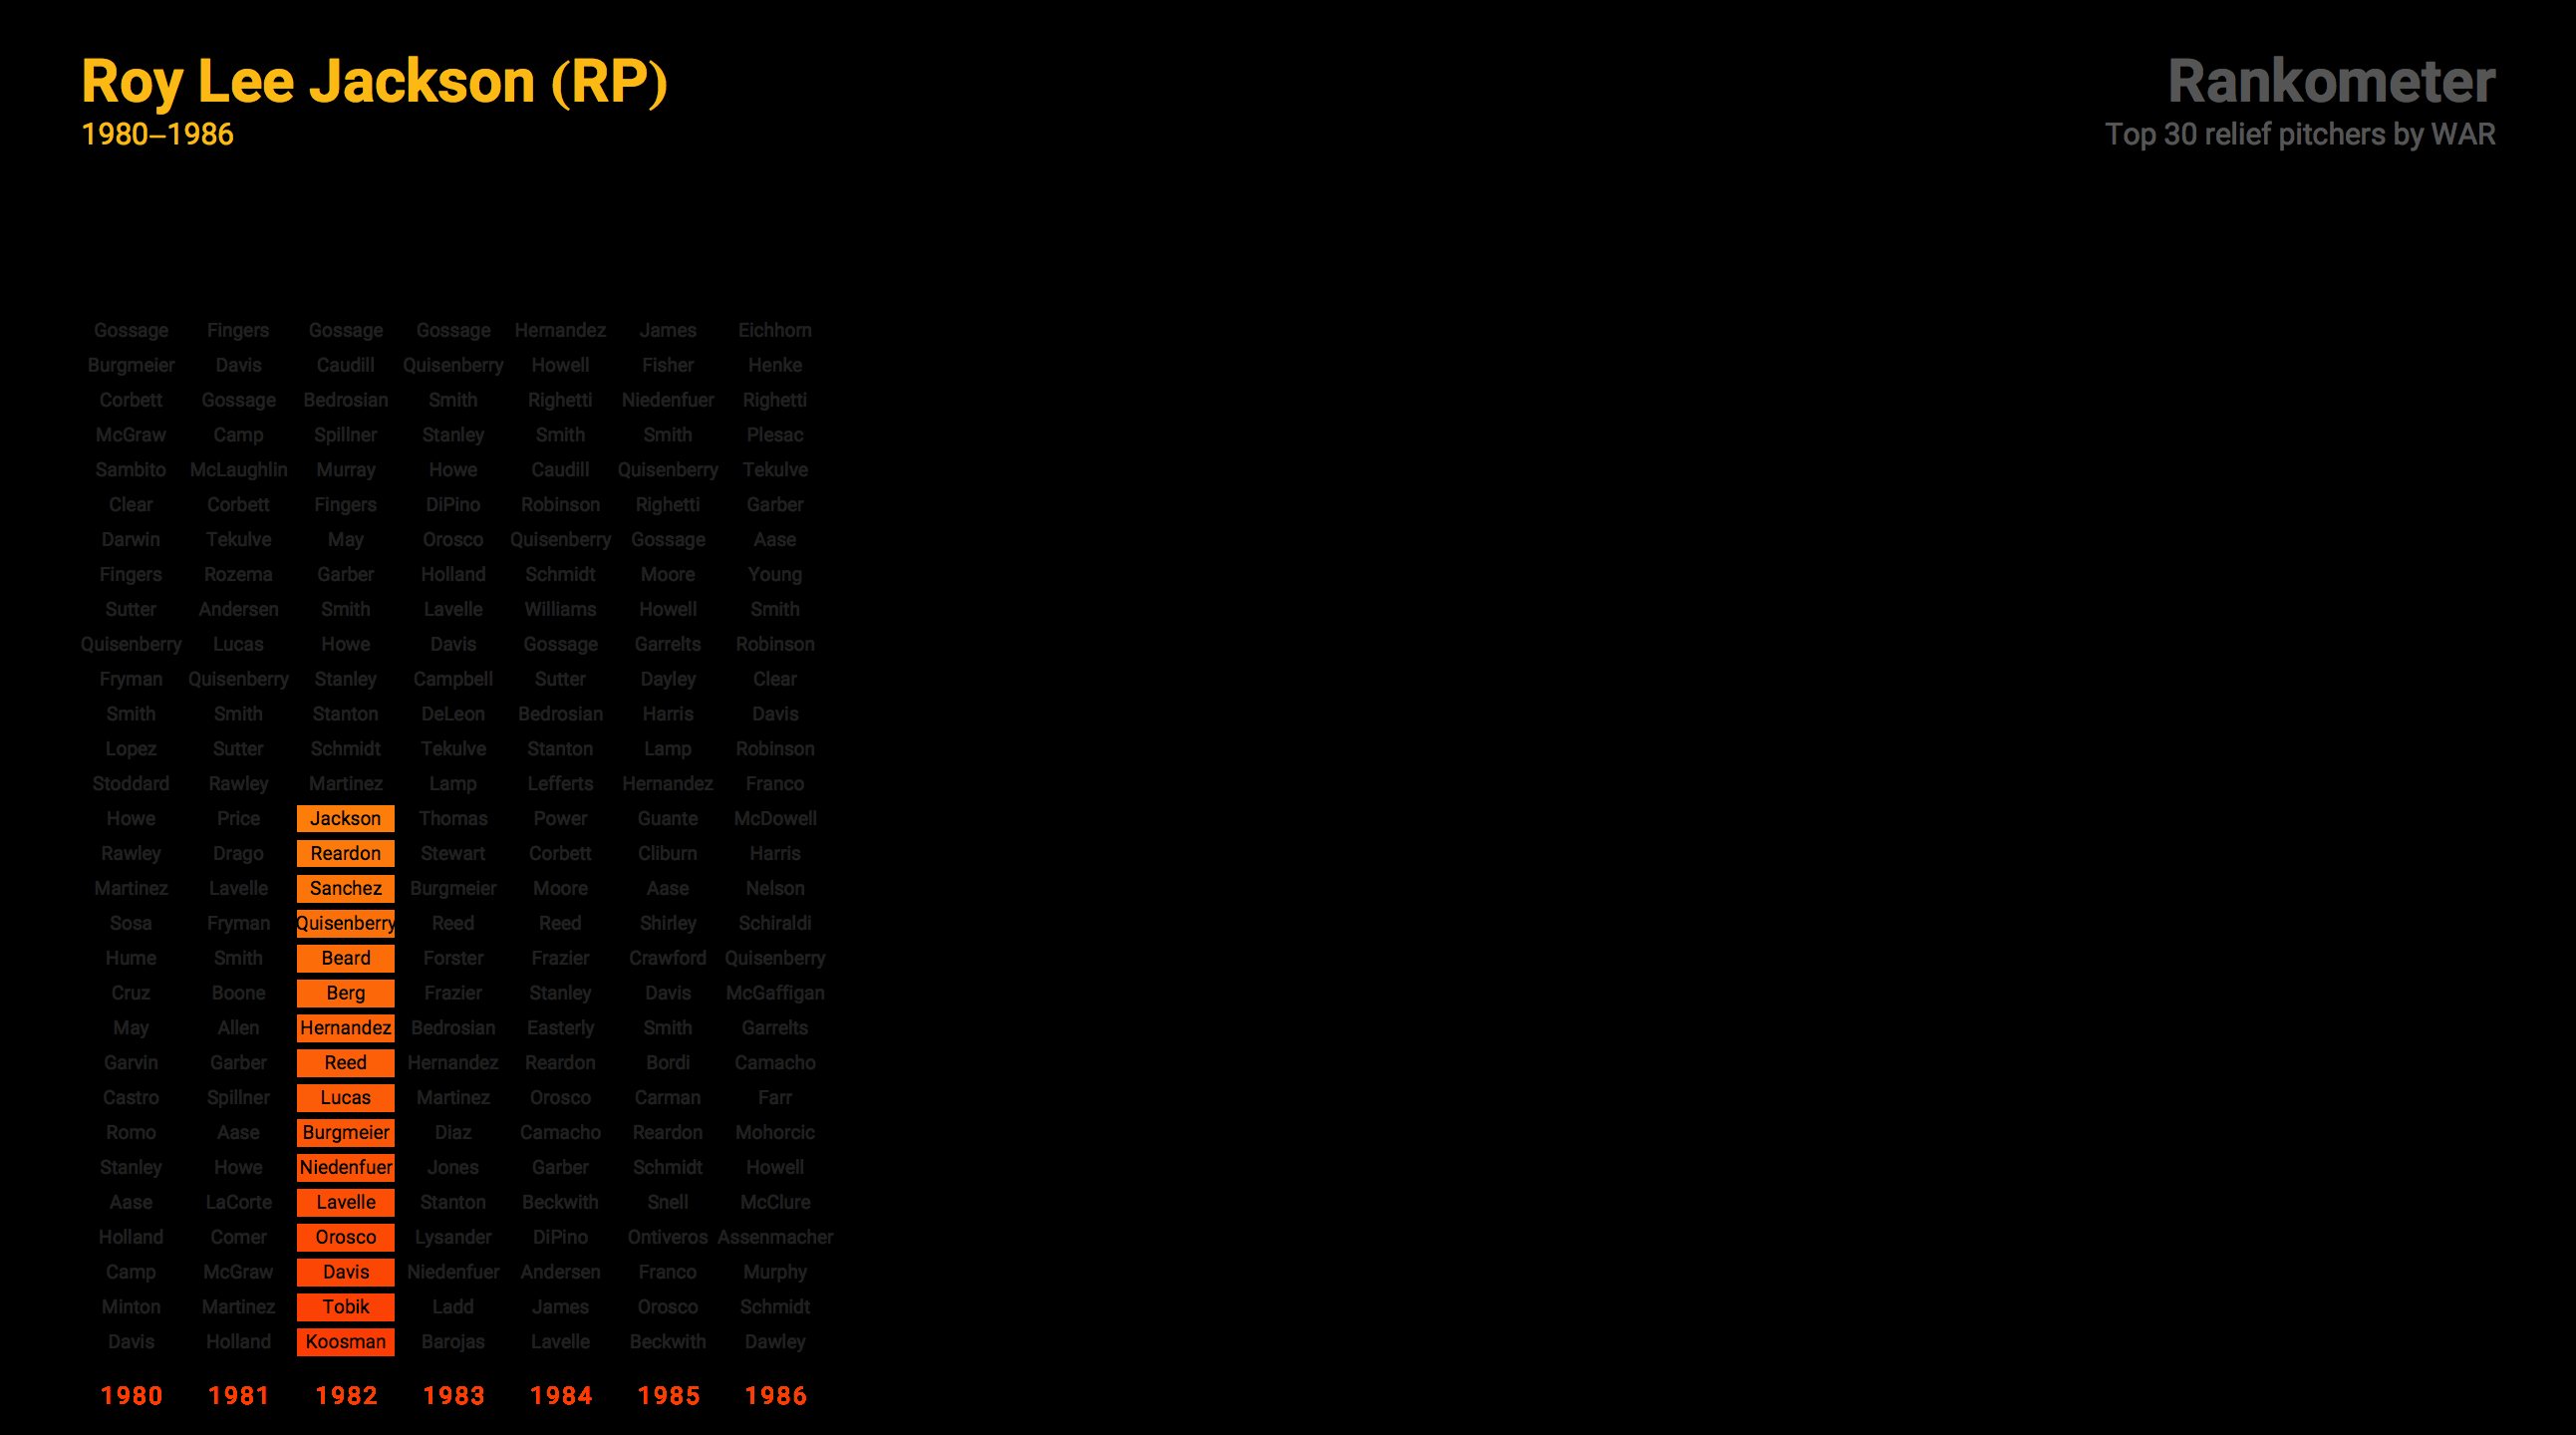 Roy Lee Jackson (RP)
1980–1986
Rankometer
Top 30 relief pitchers by WAR
Gossage Fingers Gossage Gossage Hernandez James Eichhorn
Burgmeier Davis Caudill Quisenberry Howell Fisher Henke
Corbett Gossage Bedrosian Smith Righetti Niedenfuer Righetti
McGraw Camp Spillner Stanley Smith Smith Plesac
Sambito McLaughlin Murray Howe Caudill Quisenberry Tekulve
Clear Corbett Fingers DiPino Robinson Righetti Garber
Darwin Tekulve May Orosco Quisenberry Gossage Aase
Fingers Rozema Garber Holland Schmidt Moore Young
Sutter Andersen Smith Lavelle Williams Howell Smith
Quisenberry Lucas Howe Davis Gossage Garrelts Robinson
Fryman Quisenberry Stanley Campbell Sutter Dayley Clear
Smith Smith Stanton DeLeon Bedrosian Harris Davis
Lopez Sutter Schmidt Tekulve Stanton Lamp Robinson
Stoddard Rawley Martinez Lamp Lefferts Hernandez Franco
Howe Price Jackson Thomas Power Guante McDowell
Rawley Drago Reardon Stewart Corbett Cliburn Harris
Martinez Lavelle Sanchez Burgmeier Moore Aase Nelson
Sosa Fryman Quisenberry Reed Reed Shirley Schiraldi
Hume Smith Beard Forster Frazier Crawford Quisenberry
Cruz Boone Berg Frazier Stanley Davis McGaffigan
May Allen Hernandez Bedrosian Easterly Smith Garrelts
Garvin Garber Reed Hernandez Reardon Bordi Camacho
Castro Spillner Lucas Martinez Orosco Carman Farr
Romo Aase Burgmeier Diaz Camacho Reardon Mohorcic
Stanley Howe Niedenfuer Jones Garber Schmidt Howell
Aase LaCorte Lavelle Stanton Beckwith Snell McClure
Holland Comer Orosco Lysander DiPino Ontiveros Assenmacher
Camp McGraw Davis Niedenfuer Andersen Franco Murphy
Minton Martinez Tobik Ladd James Orosco Schmidt
Davis Holland Koosman Barojas Lavelle Beckwith Dawley
1980 1981 1982 1983 1984 1985 1986